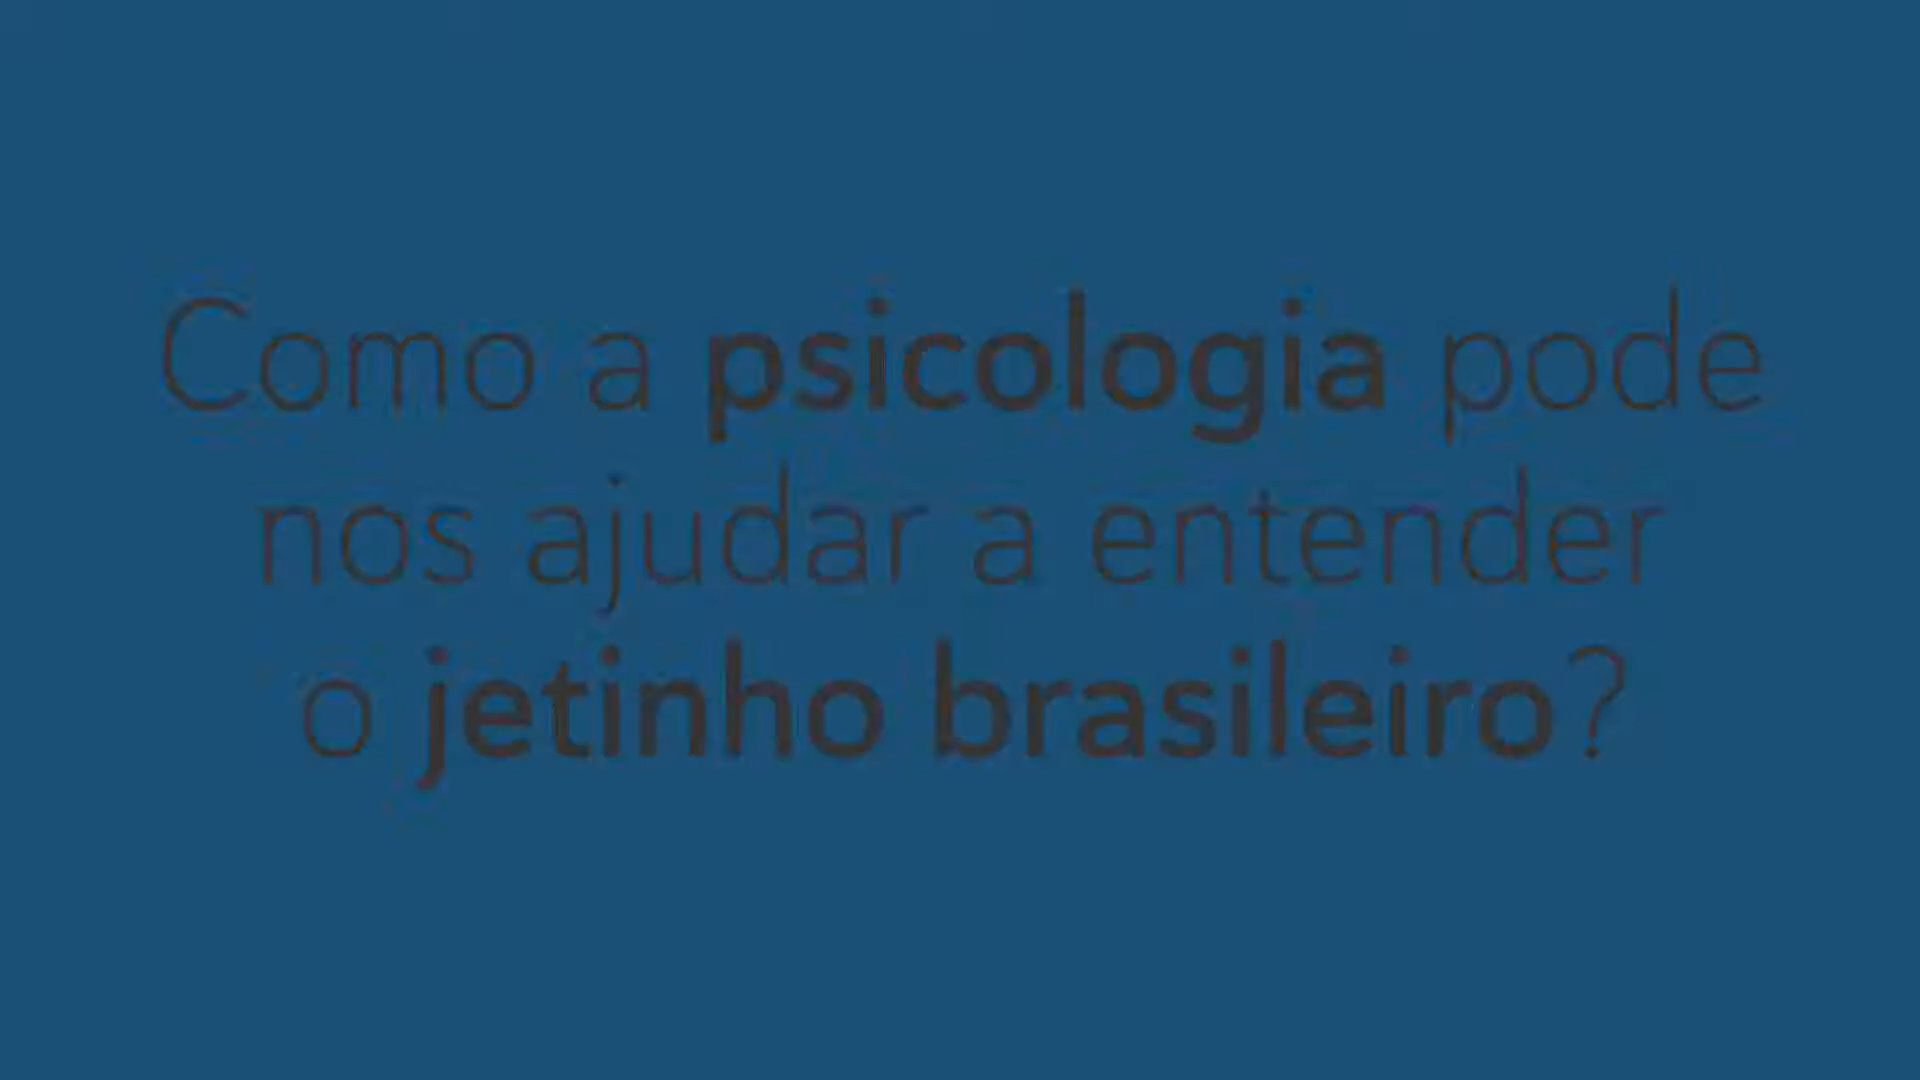 Como a psicologia pode
nos ajudar a entender
o jetinho brasileiro?